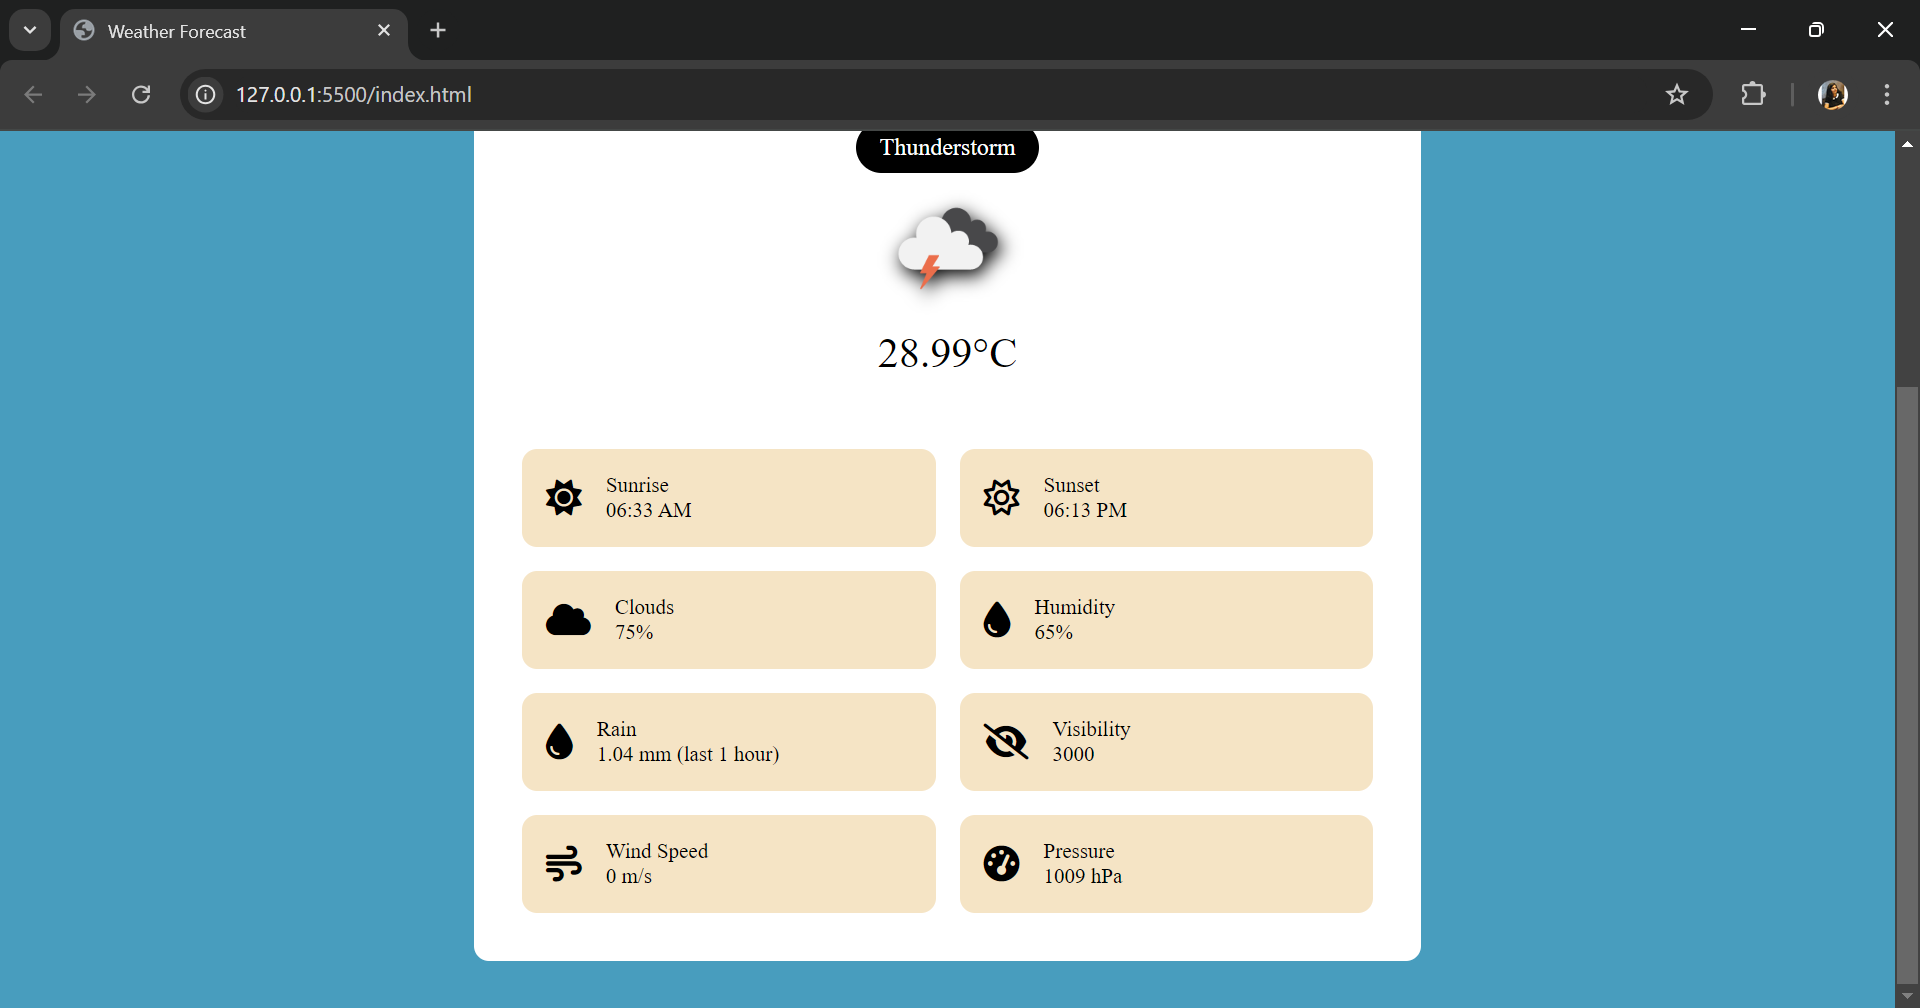 Weather Forecast
127.0.0.1:5500/index.html
Thunderstorm
28.99°C
Sunrise
06:33 AM
Sunset
06:13 PM
Clouds
75%
Humidity
65%
Rain
1.04 mm (last 1 hour)
Visibility
3000
Wind Speed
0 m/s
Pressure
1009 hPa